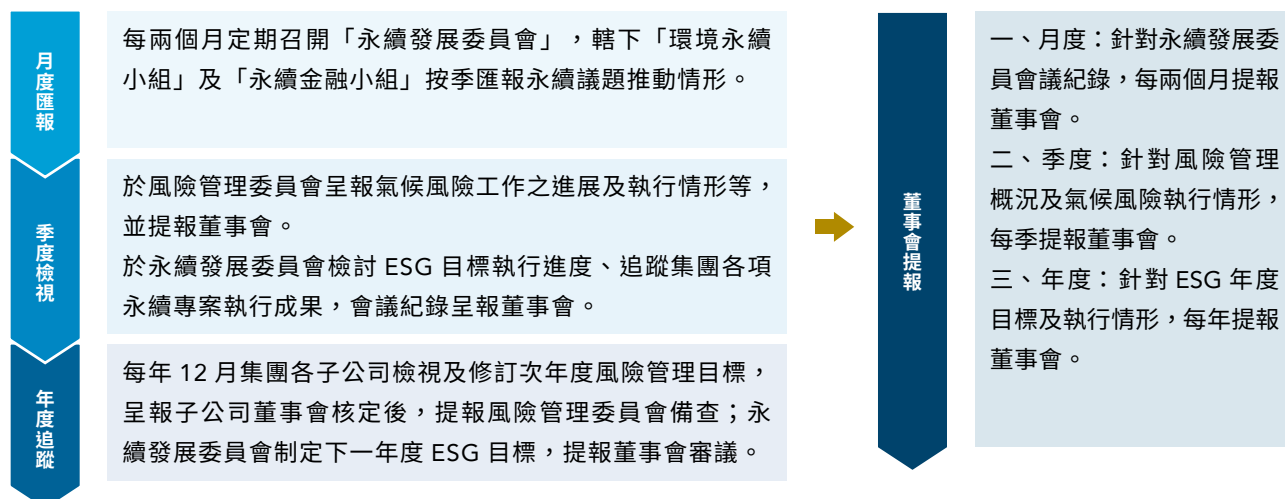 月度匯報
每兩個月定期召開「永續發展委員會」，轄下「環境永續
小組」及「永續金融小組」按季匯報永續議題推動情形。
季度檢視
於風險管理委員會呈報氣候風險工作之進展及執行情形等，
並提報董事會。
於永續發展委員會檢討 ESG 目標執行進度、追蹤集團各項
永續專案執行成果，會議紀錄呈報董事會。
年度追蹤
每年 12 月集團各子公司檢視及修訂次年度風險管理目標，
呈報子公司董事會核定後，提報風險管理委員會備查；永
續發展委員會制定下一年度 ESG 目標，提報董事會審議。
董事會提報
一、月度：針對永續發展委
員會議紀錄，每兩個月提報
董事會。
二、季度：針對風險管理
概況及氣候風險執行情形，
每季提報董事會。
三、年度：針對 ESG 年度
目標及執行情形，每年提報
董事會。